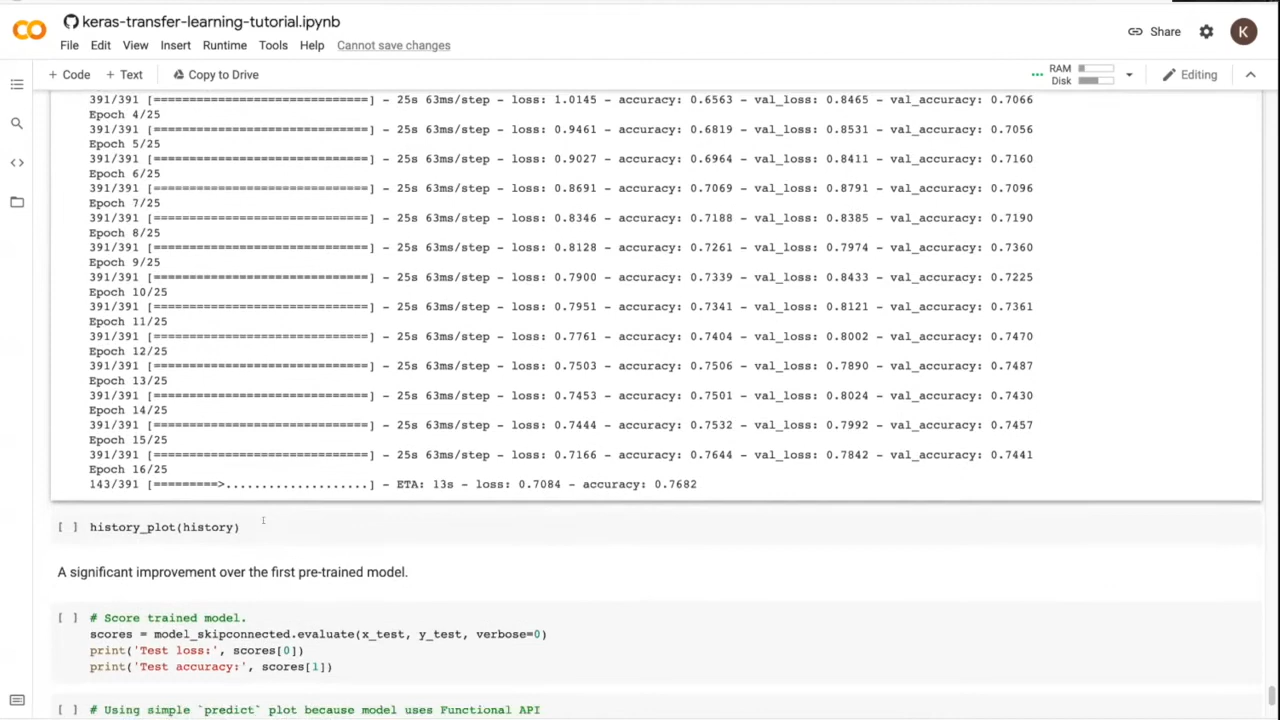 keras-transfer-learning-tutorial.ipynb
File Edit View Insert Runtime Tools Help Cannot save changes
Share
K
+ Code + Text Copy to Drive
RAM
Disk
Editing
391/391 [==============================] - 25s 63ms/step - loss: 1.0145 - accuracy: 0.6563 - val_loss: 0.8465 - val_accuracy: 0.7066
Epoch 4/25
391/391 [==============================] - 25s 63ms/step - loss: 0.9461 - accuracy: 0.6819 - val_loss: 0.8531 - val_accuracy: 0.7056
Epoch 5/25
391/391 [==============================] - 25s 63ms/step - loss: 0.9027 - accuracy: 0.6964 - val_loss: 0.8411 - val_accuracy: 0.7160
Epoch 6/25
391/391 [==============================] - 25s 63ms/step - loss: 0.8691 - accuracy: 0.7069 - val_loss: 0.8791 - val_accuracy: 0.7096
Epoch 7/25
391/391 [==============================] - 25s 63ms/step - loss: 0.8346 - accuracy: 0.7188 - val_loss: 0.8385 - val_accuracy: 0.7190
Epoch 8/25
391/391 [==============================] - 25s 63ms/step - loss: 0.8128 - accuracy: 0.7261 - val_loss: 0.7974 - val_accuracy: 0.7360
Epoch 9/25
391/391 [==============================] - 25s 63ms/step - loss: 0.7900 - accuracy: 0.7339 - val_loss: 0.8433 - val_accuracy: 0.7225
Epoch 10/25
391/391 [==============================] - 25s 63ms/step - loss: 0.7951 - accuracy: 0.7341 - val_loss: 0.8121 - val_accuracy: 0.7361
Epoch 11/25
391/391 [==============================] - 25s 63ms/step - loss: 0.7761 - accuracy: 0.7404 - val_loss: 0.8002 - val_accuracy: 0.7470
Epoch 12/25
391/391 [==============================] - 25s 63ms/step - loss: 0.7503 - accuracy: 0.7506 - val_loss: 0.7890 - val_accuracy: 0.7487
Epoch 13/25
391/391 [==============================] - 25s 63ms/step - loss: 0.7453 - accuracy: 0.7501 - val_loss: 0.8024 - val_accuracy: 0.7430
Epoch 14/25
391/391 [==============================] - 25s 63ms/step - loss: 0.7444 - accuracy: 0.7532 - val_loss: 0.7992 - val_accuracy: 0.7457
Epoch 15/25
391/391 [==============================] - 25s 63ms/step - loss: 0.7166 - accuracy: 0.7644 - val_loss: 0.7842 - val_accuracy: 0.7441
Epoch 16/25
143/391 [=========>....................] - ETA: 13s - loss: 0.7084 - accuracy: 0.7682
[ ] history_plot(history)
A significant improvement over the first pre-trained model.
[ ] # Score trained model.
scores = model_skipconnected.evaluate(x_test, y_test, verbose=0)
print('Test loss:', scores[0])
print('Test accuracy:', scores[1])
[ ] # Using simple `predict` plot because model uses Functional API